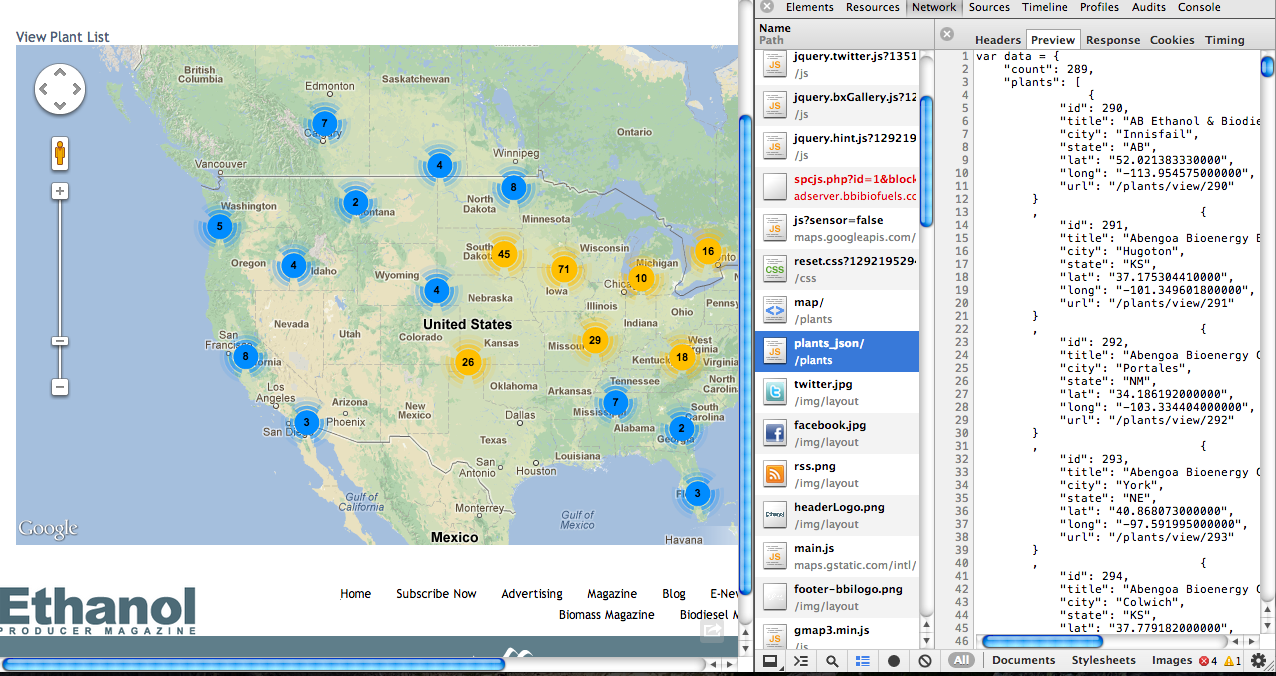 View Plant List
British
Columbia
Saskatchewan
Edmonton
Ontario
7
Calgary
4
Winnipeg
Vancouver
8
2
Montana
Washington
North
Dakota
Minnesota
5
South
Dakota
45
Wisconsin
16
Oregon
4
Idaho
71
Michigan
10
Wyoming
Iowa
4
Nebraska
Illinois
Ohio
Pennsy
United States
Indiana
Nevada
Utah
Colorado
Kansas
29
West
Virginia
San
Francisco
8
California
26
Missouri
Kentucky
18
Virginia
Los
Angeles
Oklahoma
Tennessee
North
Carolin
Arizona
Phoenix
New
Mexico
Arkansas
7
Mississippi
3
San Diego
Dallas
Alabama
2
South
Carolina
Georgia
Texas
Louisiana
San
Antonio
Houston
3
Gulf of
California
Monterrey
Gulf of
Mexico
Google
Mexico
Havana
Ethanol
PRODUCER MAGAZINE
Home Subscribe Now Advertising Magazine Blog E-New
Biomass Magazine Biodiesel M
Elements Resources Network Sources Timeline Profiles Audits Console
Name
Path
jquery.twitter.js?1351
/js
jquery.bxGallery.js?12
/js
jquery.hint.js?129219
/js
spcjs.php?id=1&block
adserver.bbibiofuels.co
js?sensor=false
maps.googleapis.com/
reset.css?1292195294
/css
map/
/plants
plants_json/
/plants
twitter.jpg
/img/layout
facebook.jpg
/img/layout
rss.png
/img/layout
headerLogo.png
/img/layout
main.js
maps.gstatic.com/intl/
footer-bbilogo.png
/img/layout
gmap3.min.js
/js
Headers Preview Response Cookies Timing
1 var data = {
2 "count": 289,
3 "plants": [
4 {
5 "id": 290,
6 "title": "AB Ethanol & Biodie
7 "city": "Innisfail",
8 "state": "AB",
9 "lat": "52.021383330000",
10 "long": "-113.954575000000",
11 "url": "/plants/view/290"
12 }
13 , {
14 "id": 291,
15 "title": "Abengoa Bioenergy B
16 "city": "Hugoton",
17 "state": "KS",
18 "lat": "37.175304410000",
19 "long": "-101.349601800000",
20 "url": "/plants/view/291"
21 }
22 , {
23 "id": 292,
24 "title": "Abengoa Bioenergy C
25 "city": "Portales",
26 "state": "NM",
27 "lat": "34.186192000000",
28 "long": "-103.334404000000",
29 "url": "/plants/view/292"
30 }
31 , {
32 "id": 293,
33 "title": "Abengoa Bioenergy C
34 "city": "York",
35 "state": "NE",
36 "lat": "40.868073000000",
37 "long": "-97.591995000000",
38 "url": "/plants/view/293"
39 }
40 , {
41 "id": 294,
42 "title": "Abengoa Bioenergy C
43 "city": "Colwich",
44 "state": "KS",
45 "lat": "37.779182000000",
46
All Documents Stylesheets Images 4 1